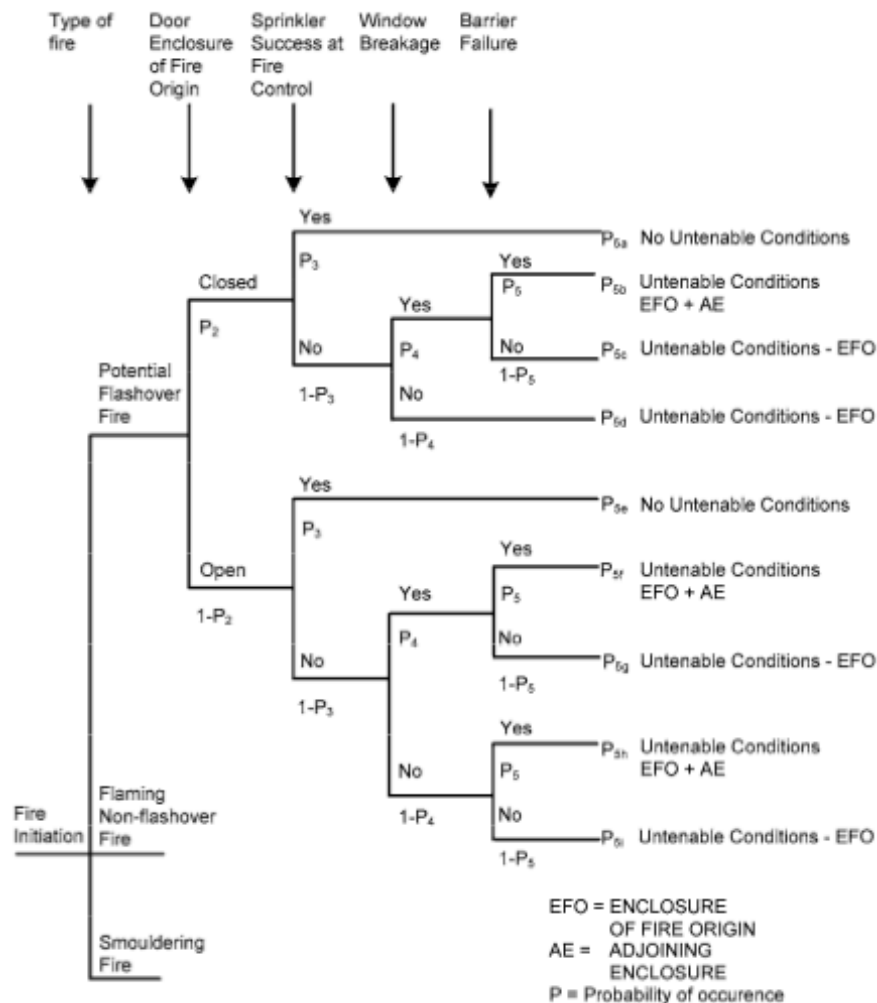 Type of
fire
Door
Enclosure
of Fire
Origin
Sprinkler
Success at
Fire
Control
Window
Breakage
Barrier
Failure
Yes
P5a No Untenable Conditions
P3
Closed
Yes
P5b Untenable Conditions
EFO + AE
P5
Yes
P2
No
P4
No
P5c Untenable Conditions - EFO
1-P5
Potential
Flashover
Fire
1-P3
No
P5d Untenable Conditions - EFO
1-P4
Yes
P5e No Untenable Conditions
P3
Open
Yes
P5f Untenable Conditions
EFO + AE
Yes
P5
1-P2
P4
No
No
P5g Untenable Conditions - EFO
1-P5
1-P3
Yes
P5h Untenable Conditions
EFO + AE
No
P5
Fire
Initiation
Flaming
Non-flashover
Fire
1-P4
No
P5i Untenable Conditions - EFO
1-P5
Smouldering
Fire
EFO = ENCLOSURE
OF FIRE ORIGIN
AE = ADJOINING
ENCLOSURE
P = Probability of occurence